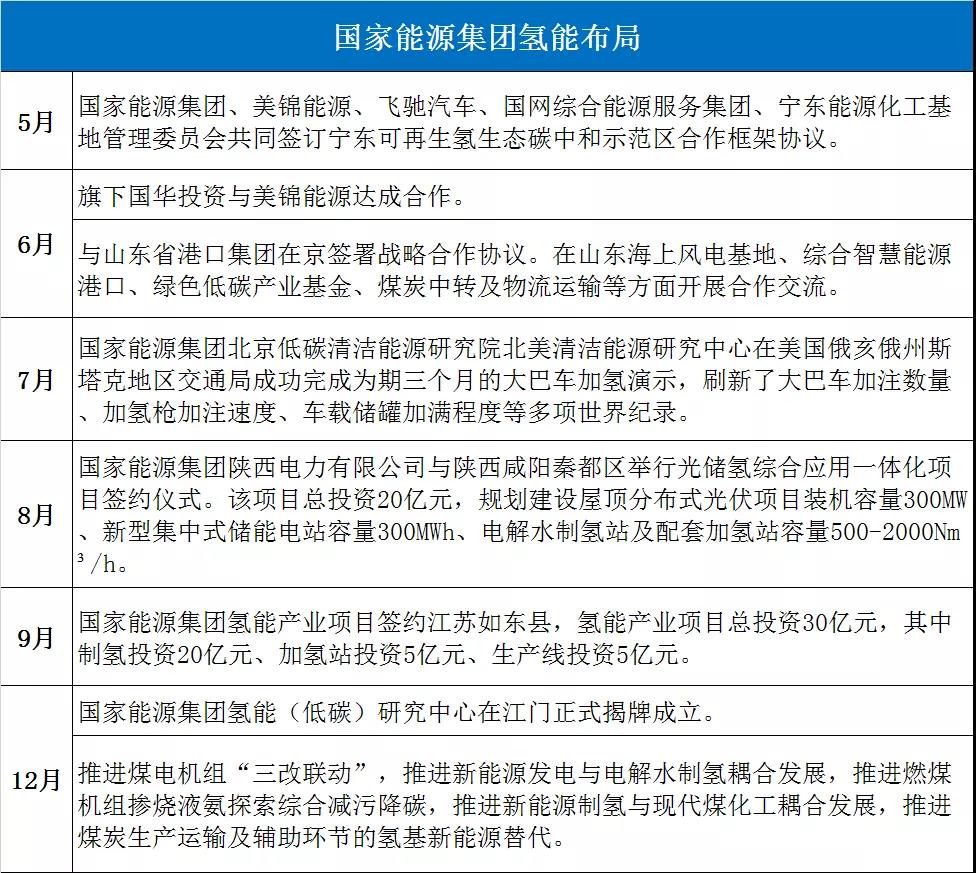 国家能源集团氢能布局
5月
国家能源集团、美锦能源、飞驰汽车、国网综合能源服务集团、宁东能源化工基
地管理委员会共同签订宁东可再生氢生态碳中和示范区合作框架协议。
6月
旗下国华投资与美锦能源达成合作。
与山东省港口集团在京签署战略合作协议。在山东海上风电基地、综合智慧能源
港口、绿色低碳产业基金、煤炭中转及物流运输等方面开展合作交流。
7月
国家能源集团北京低碳清洁能源研究院北美清洁能源研究中心在美国俄亥俄州斯
塔克地区交通局成功完成为期三个月的大巴车加氢演示，刷新了大巴车加注数量
、加氢枪加注速度、车载储罐加满程度等多项世界纪录。
8月
国家能源集团陕西电力有限公司与陕西咸阳秦都区举行光储氢综合应用一体化项
目签约仪式。该项目总投资20亿元，规划建设屋顶分布式光伏项目装机容量300MW
、新型集中式储能电站容量300MWh、电解水制氢站及配套加氢站容量500-2000Nm
³/h。
9月
国家能源集团氢能产业项目签约江苏如东县，氢能产业项目总投资30亿元，其中
制氢投资20亿元、加氢站投资5亿元、生产线投资5亿元。
12月
国家能源集团氢能（低碳）研究中心在江门正式揭牌成立。
推进煤电机组“三改联动”，推进新能源发电与电解水制氢耦合发展，推进燃煤
机组掺烧液氨探索综合减污降碳，推进新能源制氢与现代煤化工耦合发展，推进
煤炭生产运输及辅助环节的氢基新能源替代。